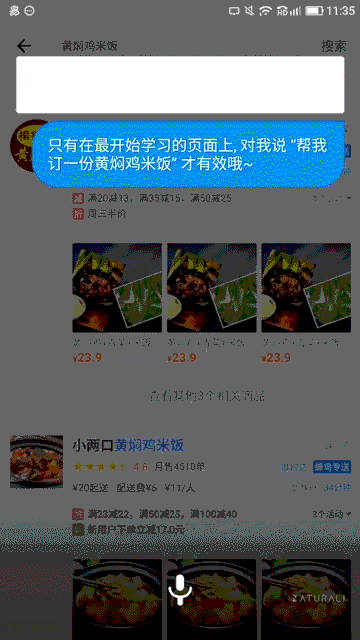 11:35
黄焖鸡米饭
搜索
只有在最开始学习的页面上, 对我说 “帮我
订一份黄焖鸡米饭” 才有效哦~
减 满20减13，满35减15，满50减25
折 周三半价
¥23.9
¥23.9
¥23.9
查看其他3个相关商品
小两口黄焖鸡米饭
4.6 月售4510单
蜂鸟专送
¥20起送 配送费¥6 ¥11/人
满23减22，满50减25，满100减40
3个活动
新用户下单立减17.0元
ZATURALI